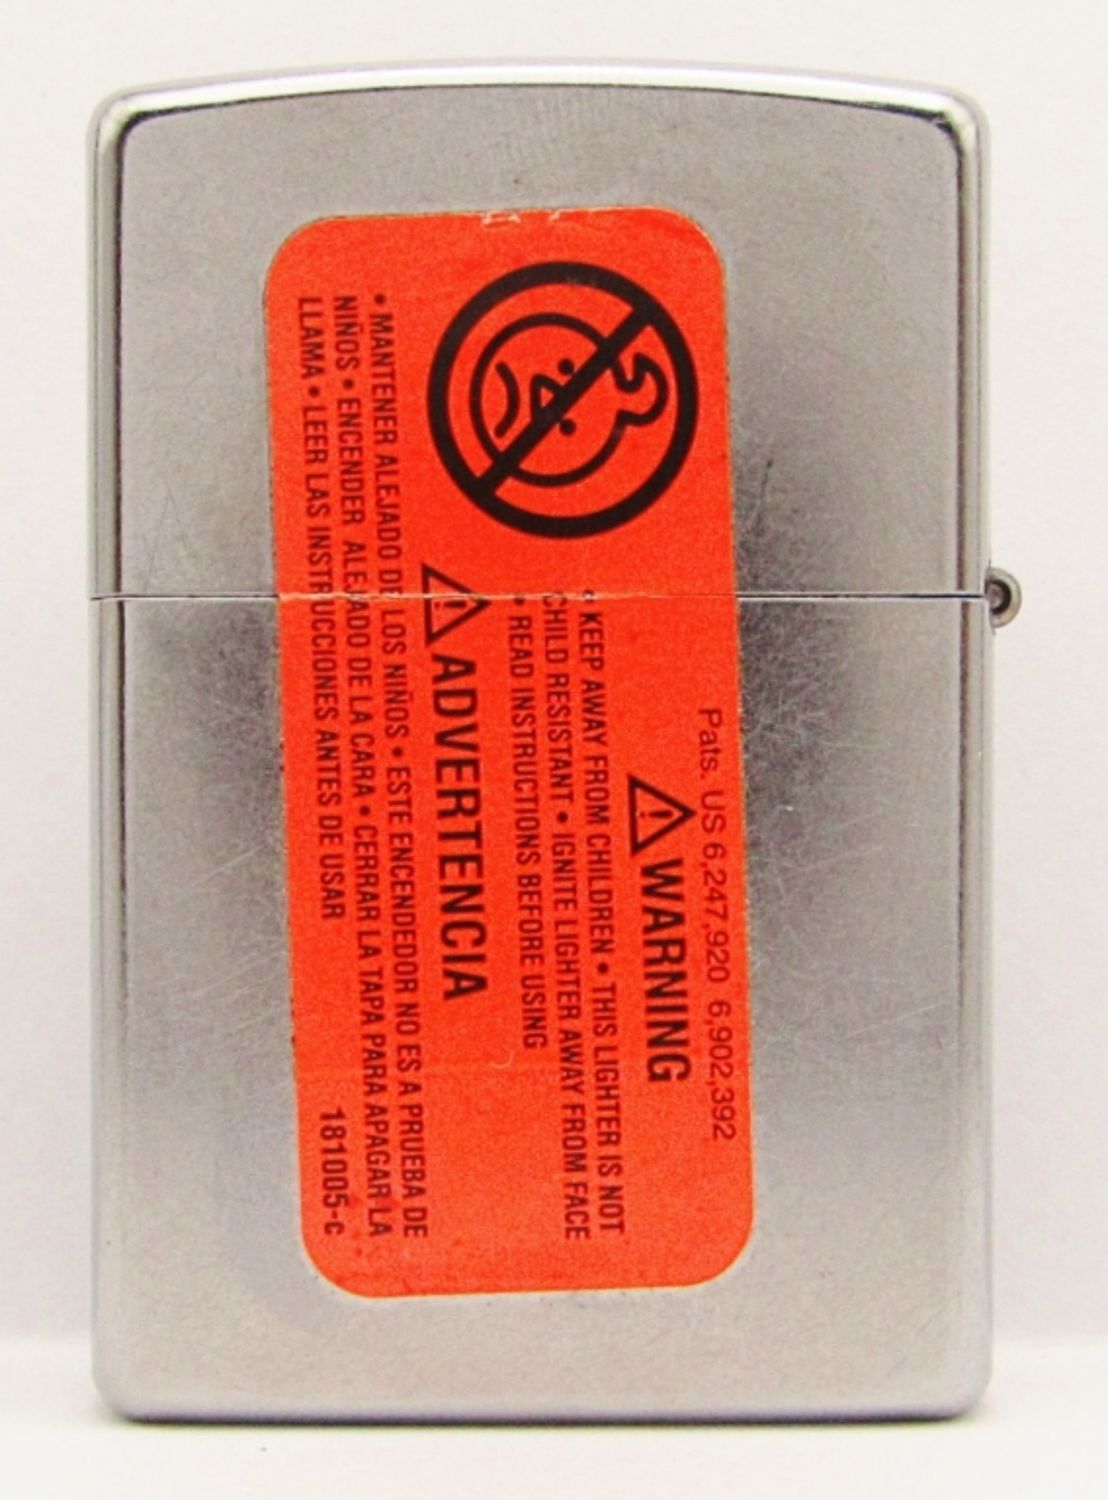 Pats. US 6,247,920 6,902,392
⚠WARNING
• KEEP AWAY FROM CHILDREN • THIS LIGHTER IS NOT
CHILD RESISTANT • IGNITE LIGHTER AWAY FROM FACE
• READ INSTRUCTIONS BEFORE USING
⚠ADVERTENCIA
• MANTENER ALEJADO DE LOS NIÑOS • ESTE ENCENDEDOR NO ES A PRUEBA DE
NIÑOS • ENCENDER ALEJADO DE LA CARA • CERRAR LA TAPA PARA APAGAR LA
LLAMA • LEER LAS INSTRUCCIONES ANTES DE USAR
181005-c